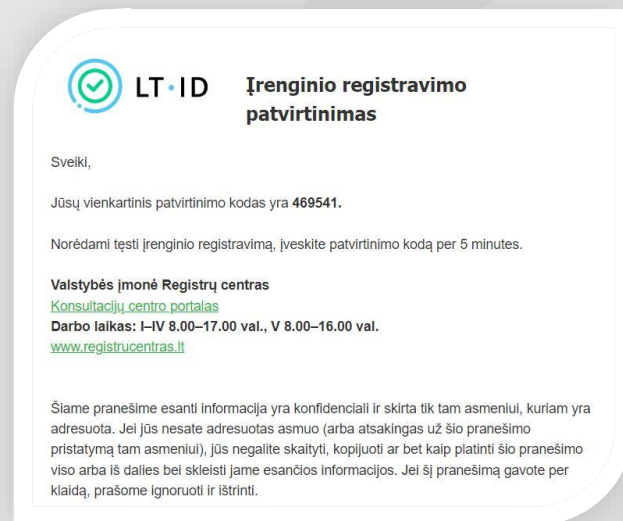 LT·ID
Įrenginio registravimo
patvirtinimas
Sveiki,
Jūsų vienkartinis patvirtinimo kodas yra 469541.
Norėdami tęsti įrenginio registravimą, įveskite patvirtinimo kodą per 5 minutes.
Valstybės įmonė Registrų centras
Konsultacijų centro portalas
Darbo laikas: I–IV 8.00–17.00 val., V 8.00–16.00 val.
www.registrucentras.lt
Šiame pranešime esanti informacija yra konfidenciali ir skirta tik tam asmeniui, kuriam yra
adresuota. Jei jūs nesate adresuotas asmuo (arba atsakingas už šio pranešimo
pristatymą tam asmeniui), jūs negalite skaityti, kopijuoti ar bet kaip platinti šio pranešimo
viso arba iš dalies bei skleisti jame esančios informacijos. Jei šį pranešimą gavote per
klaidą, prašome ignoruoti ir ištrinti.